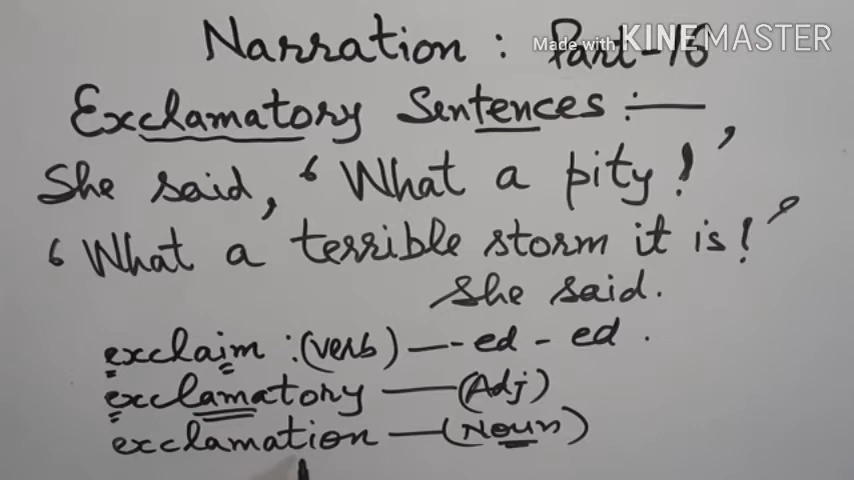 Narration : Part-16
Made with KINEMASTER
Exclamatory Sentences :—
She said, ‘What a pity!’
‘What a terrible storm it is!’
She said.
exclaim : (verb) —- ed - ed .
exclamatory — (Adj)
exclamation — (Noun)